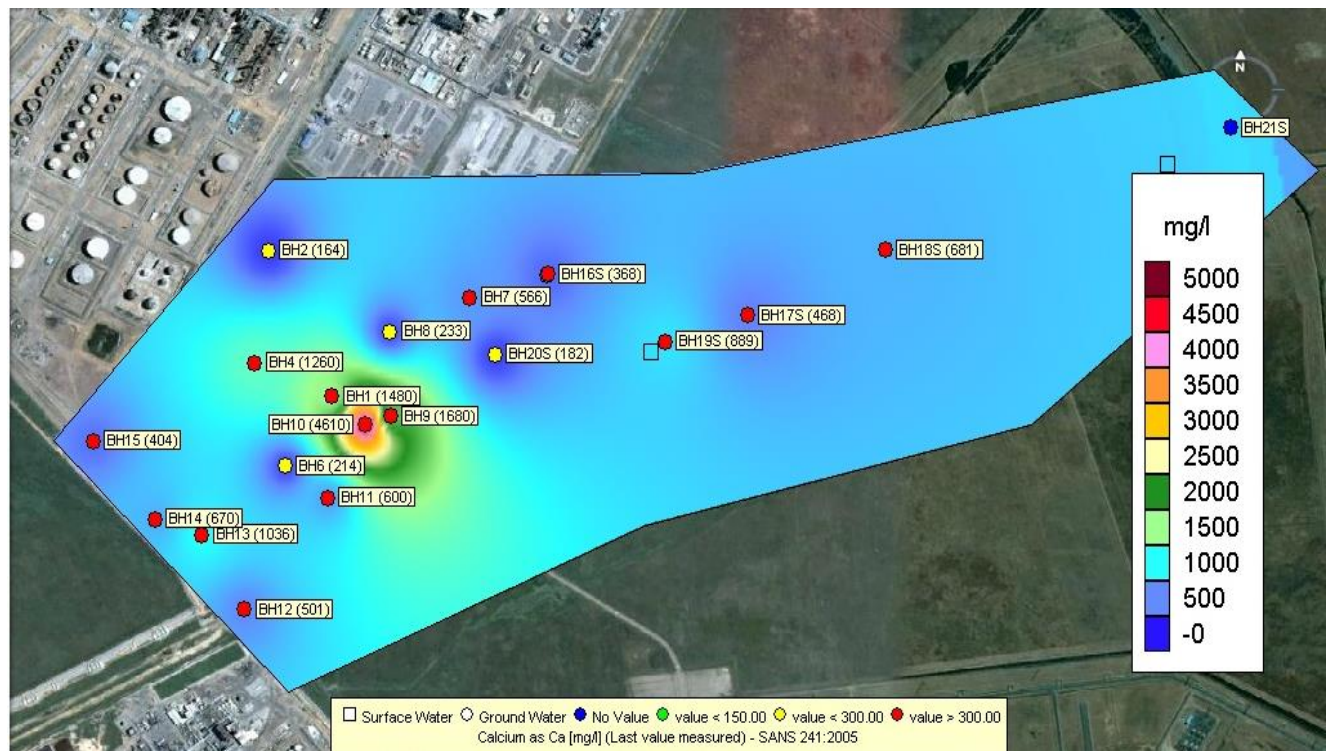 N
BH21S
mg/l
BH2 (164)
BH18S (681)
BH16S (368)
BH7 (566)
BH17S (468)
BH8 (233)
BH19S (889)
BH20S (182)
BH4 (1260)
BH1 (1480)
BH9 (1680)
BH10 (4610)
BH15 (404)
BH6 (214)
BH11 (600)
BH14 (670)
BH13 (1036)
BH12 (501)
5000
4500
4000
3500
3000
2500
2000
1500
1000
500
-0
Surface Water Ground Water No Value value < 150.00 value < 300.00 value > 300.00
Calcium as Ca [mg/l] (Last value measured) - SANS 241:2005